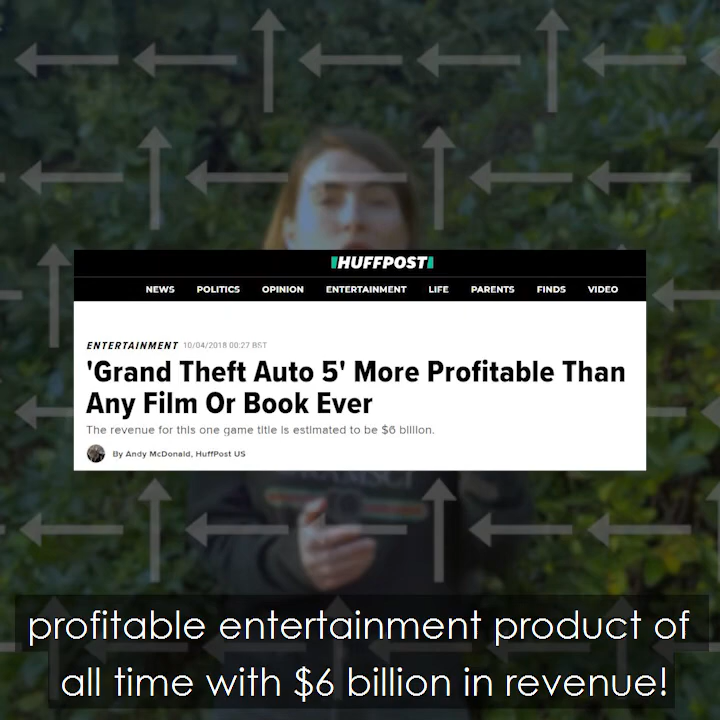 HUFFPOST
NEWS POLITICS OPINION ENTERTAINMENT LIFE PARENTS FINDS VIDEO
ENTERTAINMENT 10/04/2018 00:27 BST
'Grand Theft Auto 5' More Profitable Than
Any Film Or Book Ever
The revenue for this one game title is estimated to be $6 billion.
By Andy McDonald, HuffPost US
profitable entertainment product of
all time with $6 billion in revenue!